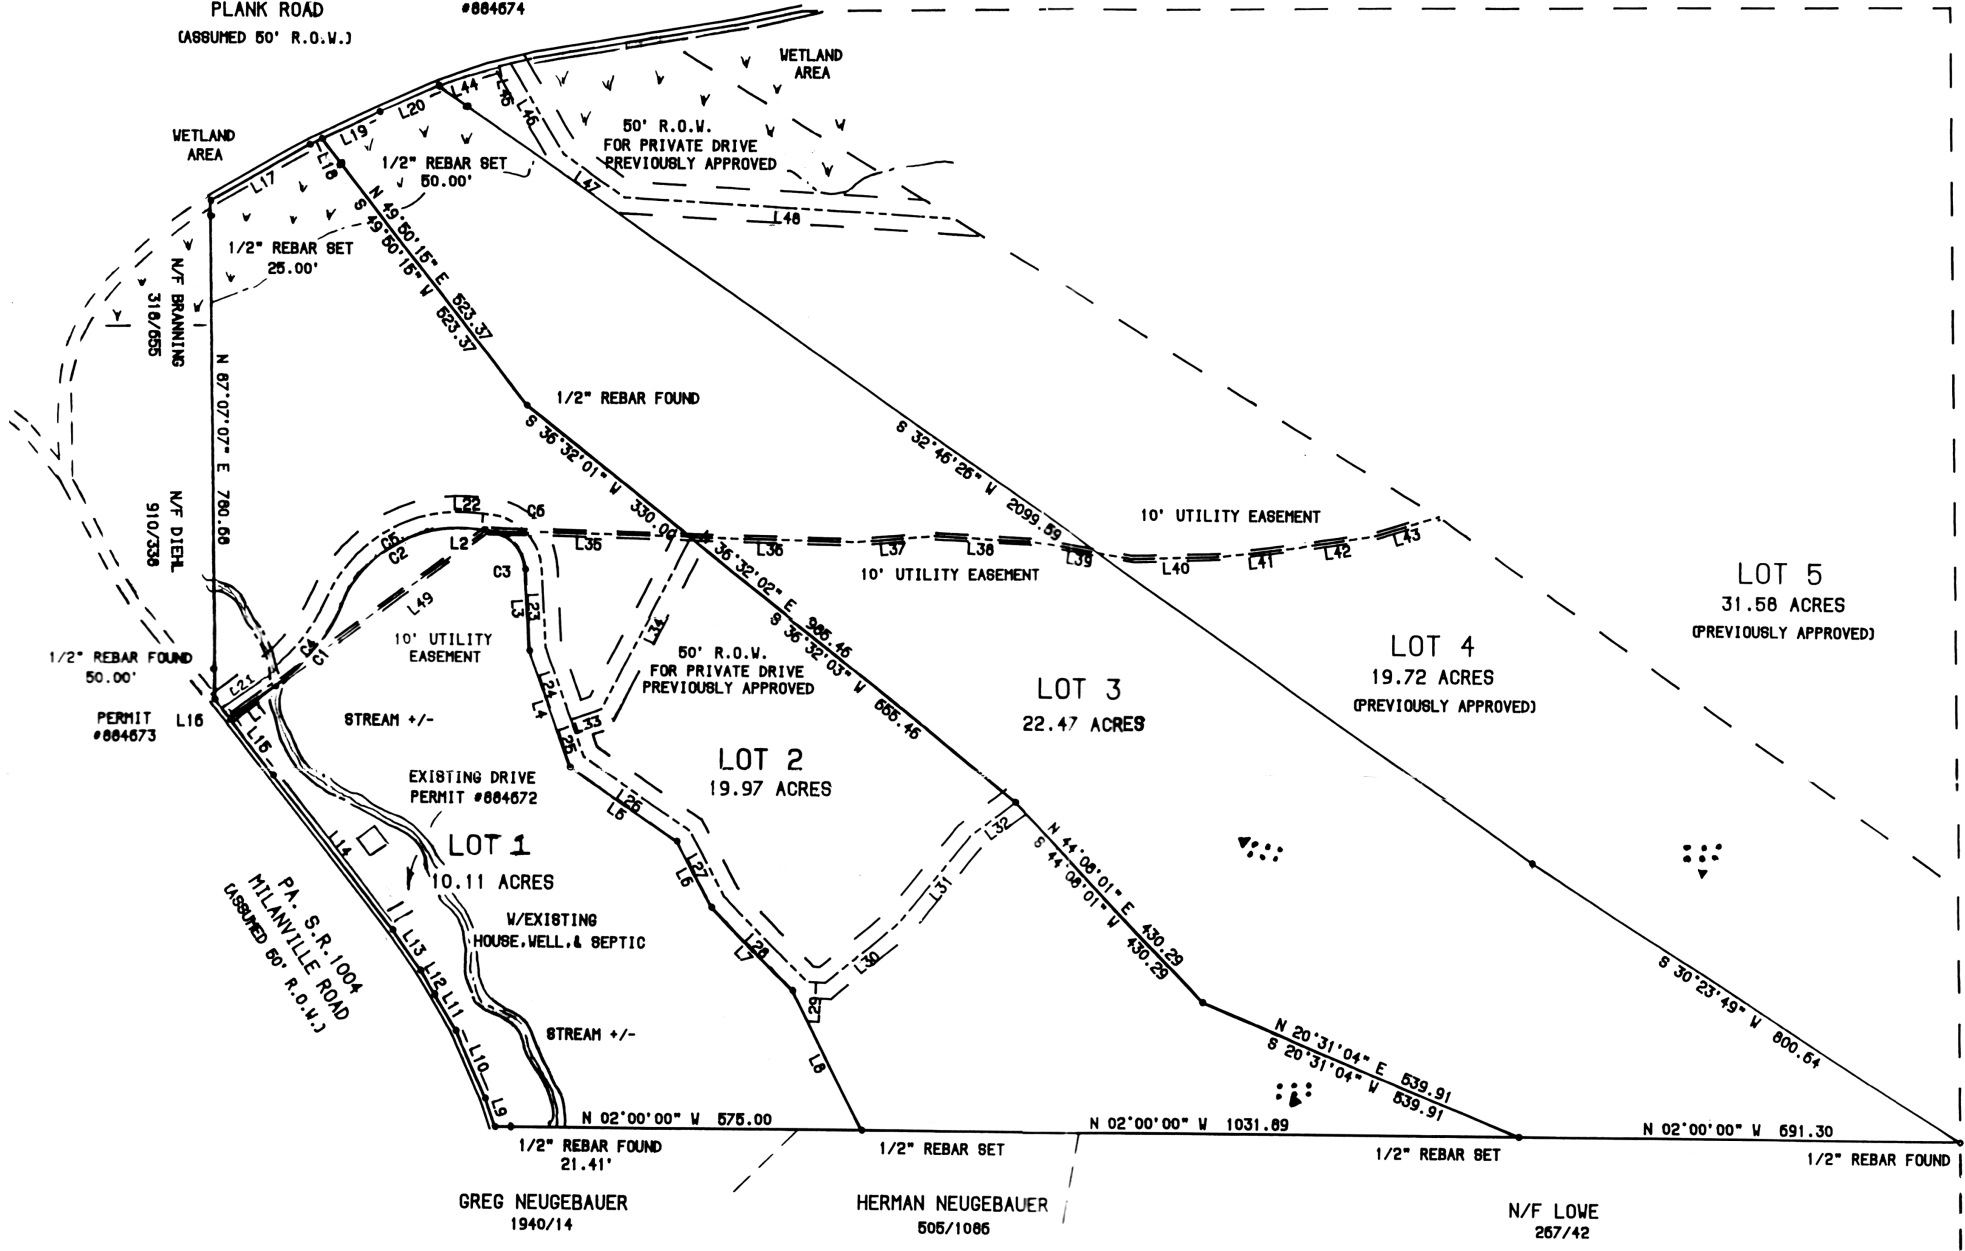 PLANK ROAD
(ASSUMED 50' R.O.W.)
#884674
WETLAND
AREA
WETLAND
AREA
L44
L45
L46
L20
L19
L18
L17
1/2" REBAR SET
50.00'
50' R.O.W.
FOR PRIVATE DRIVE
PREVIOUSLY APPROVED
L47
L48
1/2" REBAR SET
25.00'
N 49°50'15" E 523.37
S 49°50'15" W 523.37
N/F BRANNING
318/655
N 87°07'07" E 780.66
N/F DIEHL
910/338
1/2" REBAR FOUND
S 36°32'01" W 330.00
S 32°46'26" W 2099.59
10' UTILITY EASEMENT
10' UTILITY EASEMENT
L22
C6
L2
C5
C2
C3
L3
L23
L35
L36
L37
L38
L39
L40
L41
L42
L43
L49
10' UTILITY
EASEMENT
C4
C1
L34
50' R.O.W.
FOR PRIVATE DRIVE
PREVIOUSLY APPROVED
N 36°32'02" E 985.46
S 36°32'03" W 655.46
LOT 5
31.58 ACRES
(PREVIOUSLY APPROVED)
LOT 4
19.72 ACRES
(PREVIOUSLY APPROVED)
LOT 3
22.47 ACRES
LOT 2
19.97 ACRES
1/2" REBAR FOUND
50.00'
L21
L1
L16
L15
PERMIT
#884673
STREAM +/-
L24
L4
L33
L25
L26
L5
EXISTING DRIVE
PERMIT #884672
LOT 1
10.11 ACRES
W/EXISTING
HOUSE,WELL,& SEPTIC
L14
PA. S.R.1004
MILANVILLE ROAD
(ASSUMED 50' R.O.W.)
L13
L12
L11
L10
L9
L27
L6
L28
L7
L29
L30
L31
L32
L8
STREAM +/-
N 44°08'01" E 430.29
S 44°08'01" W 430.29
N 20°31'04" E 539.91
S 20°31'04" W 539.91
S 30°23'49" W 800.64
N 02°00'00" W 575.00
N 02°00'00" W 1031.89
N 02°00'00" W 691.30
1/2" REBAR FOUND
21.41'
1/2" REBAR SET
1/2" REBAR SET
1/2" REBAR FOUND
GREG NEUGEBAUER
1940/14
HERMAN NEUGEBAUER
505/1086
N/F LOWE
267/42